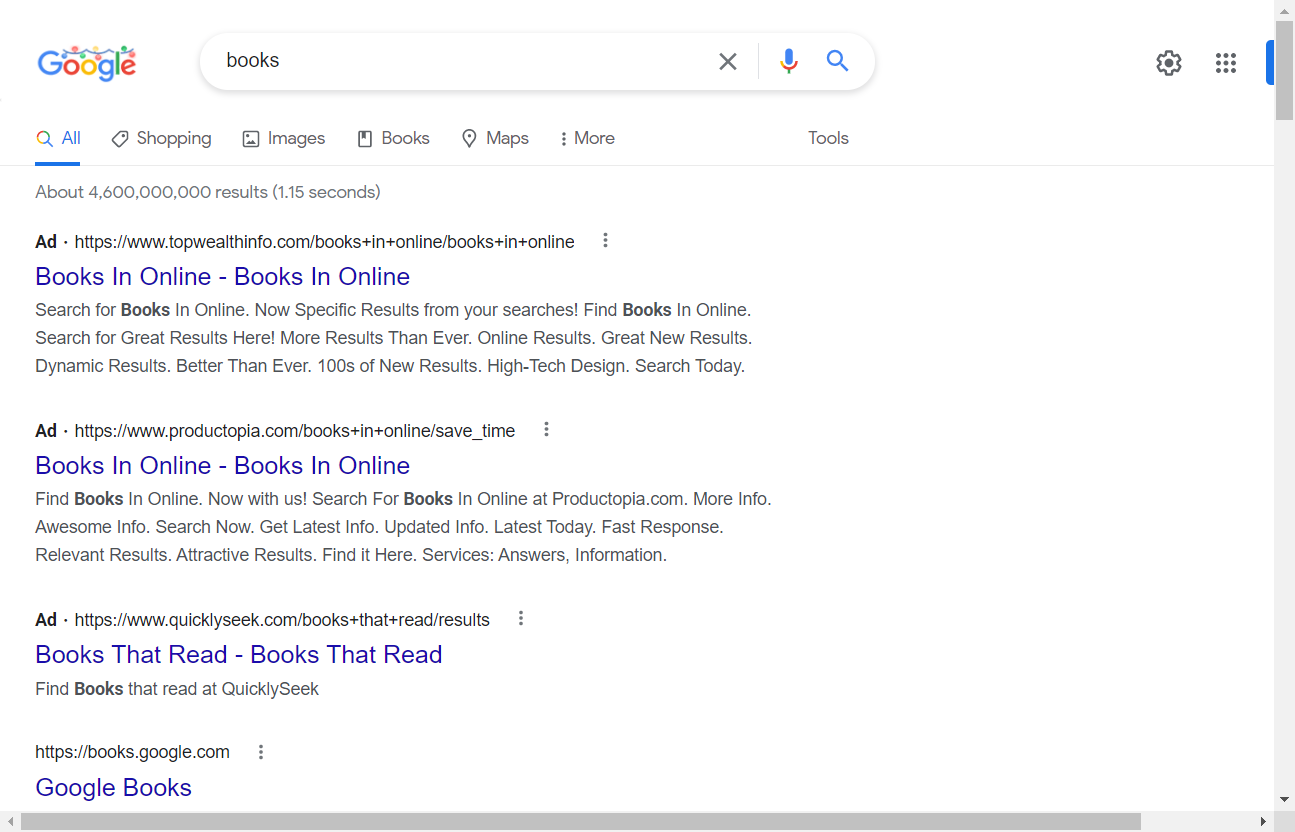 Google
books
All Shopping Images Books Maps More Tools
About 4,600,000,000 results (1.15 seconds)
Ad · https://www.topwealthinfo.com/books+in+online/books+in+online
Books In Online - Books In Online
Search for Books In Online. Now Specific Results from your searches! Find Books In Online.
Search for Great Results Here! More Results Than Ever. Online Results. Great New Results.
Dynamic Results. Better Than Ever. 100s of New Results. High-Tech Design. Search Today.
Ad · https://www.productopia.com/books+in+online/save_time
Books In Online - Books In Online
Find Books In Online. Now with us! Search For Books In Online at Productopia.com. More Info.
Awesome Info. Search Now. Get Latest Info. Updated Info. Latest Today. Fast Response.
Relevant Results. Attractive Results. Find it Here. Services: Answers, Information.
Ad · https://www.quicklyseek.com/books+that+read/results
Books That Read - Books That Read
Find Books that read at QuicklySeek
https://books.google.com
Google Books